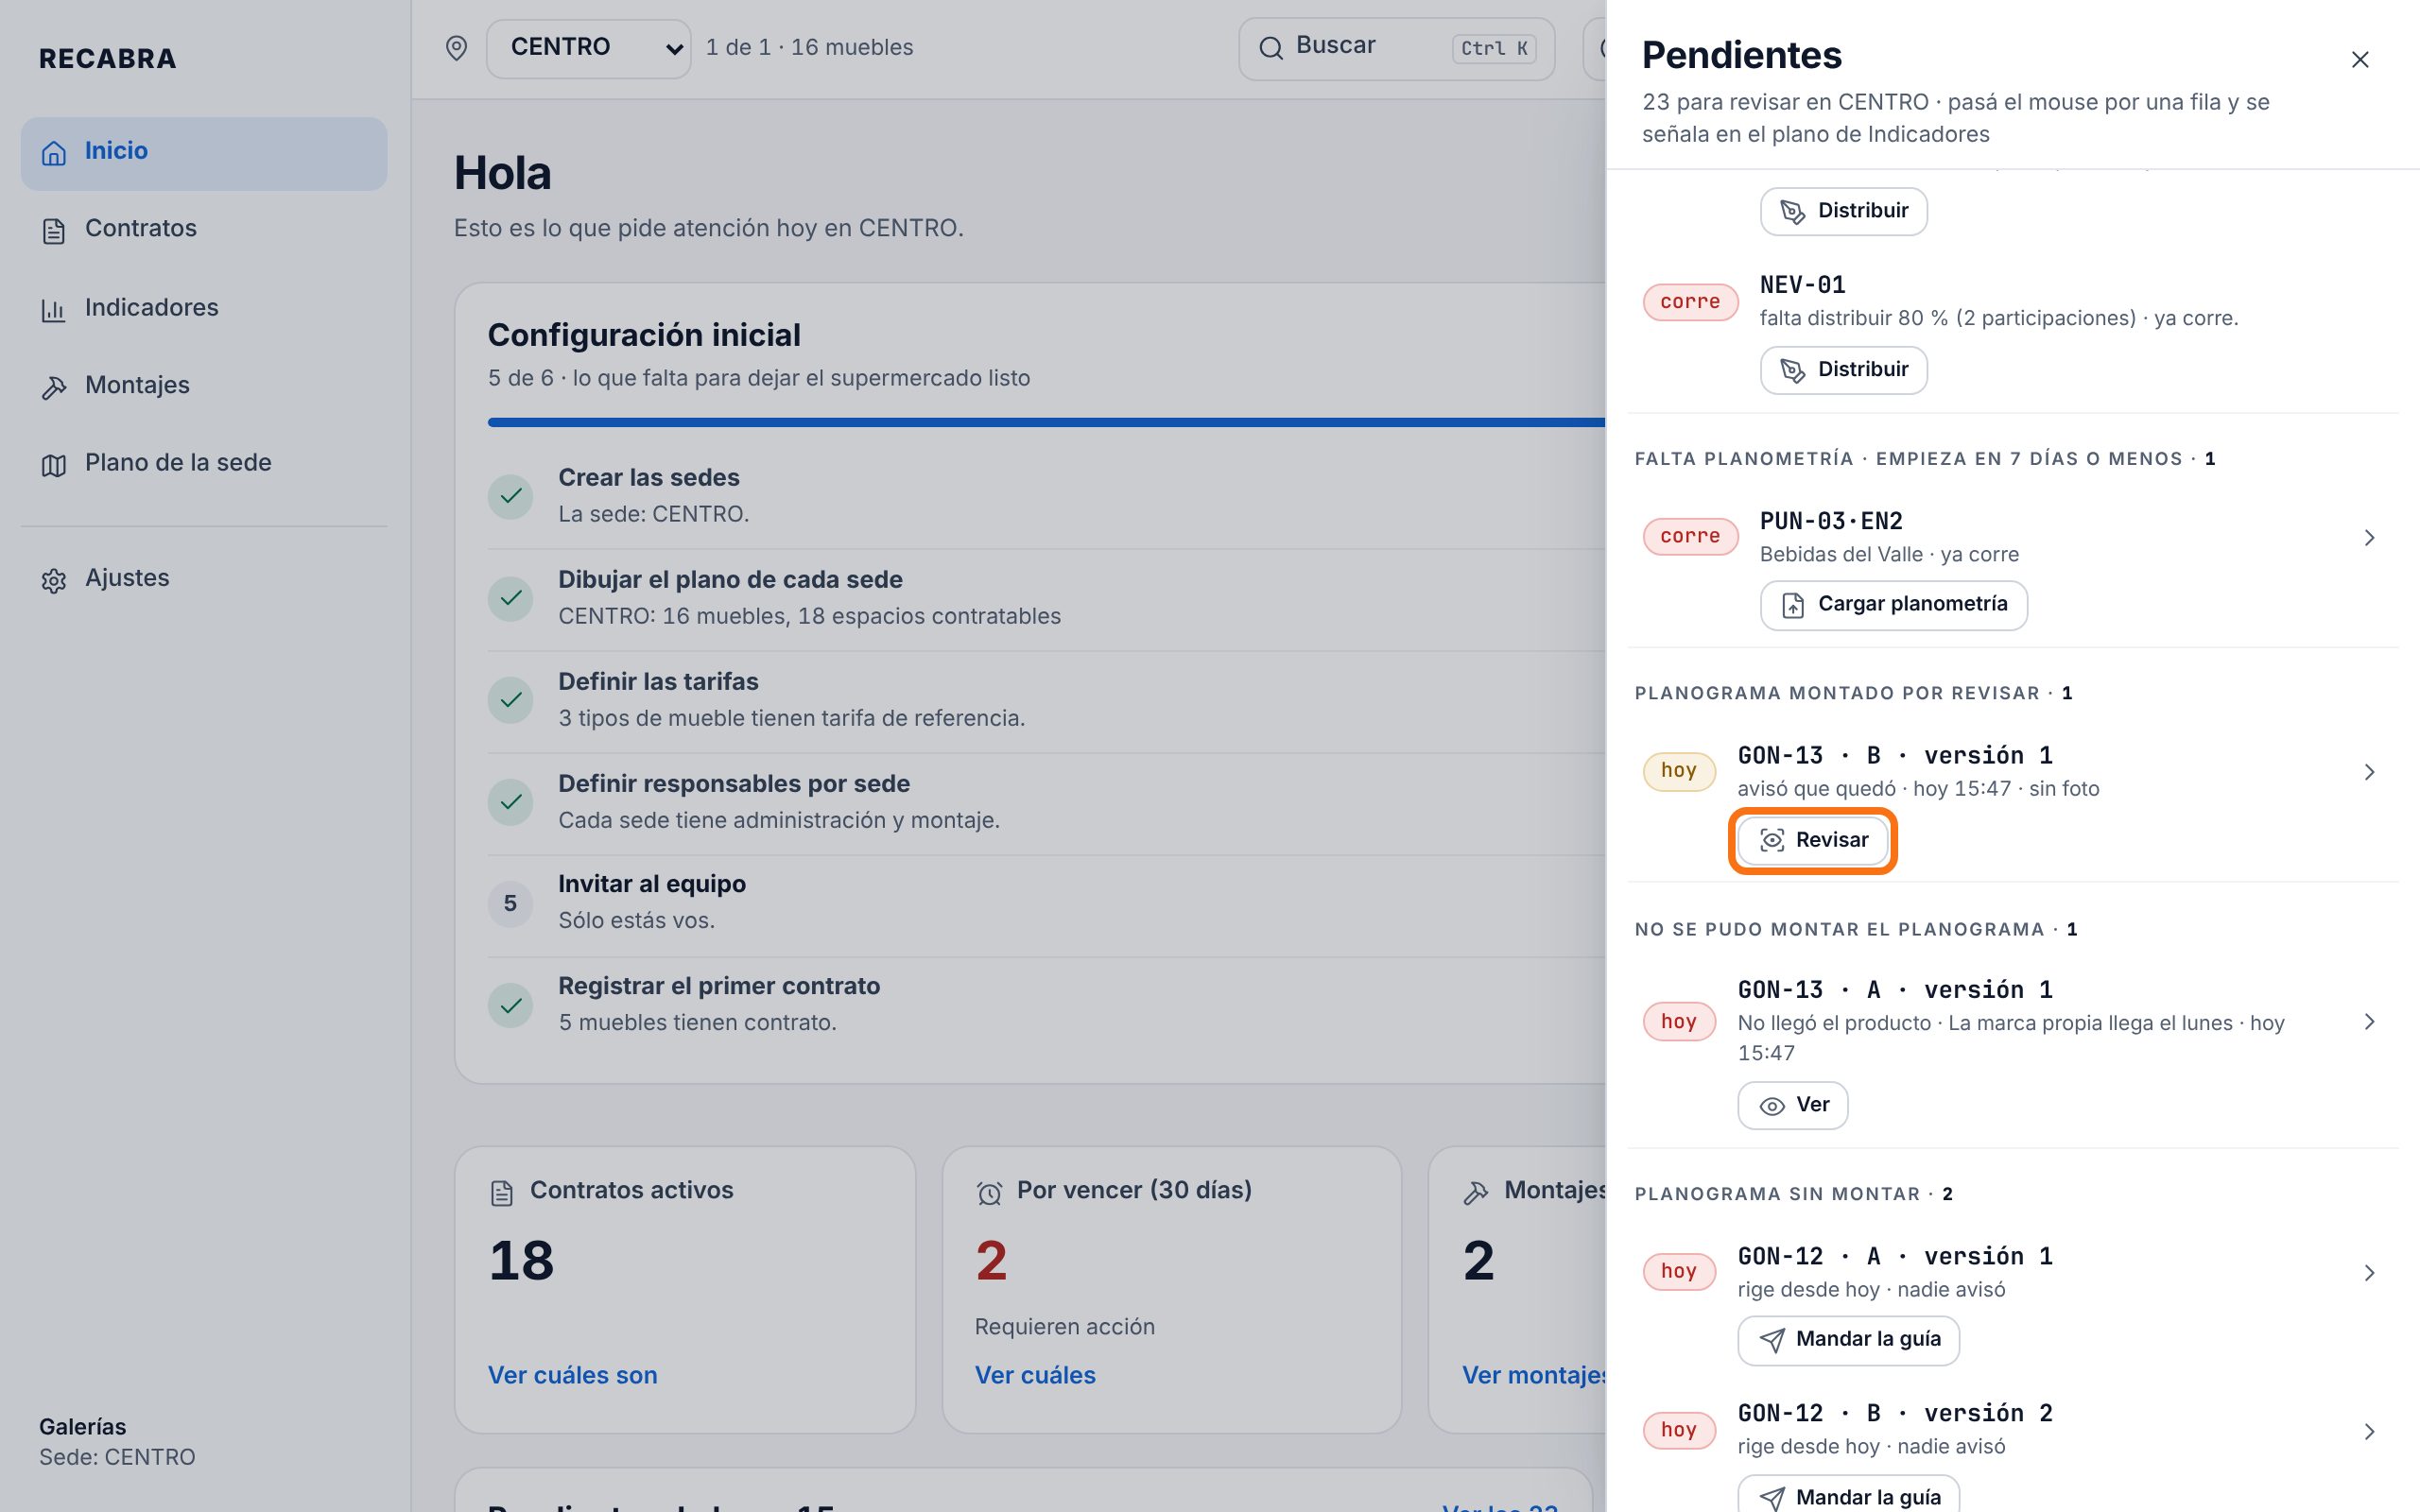 RECABRA
Inicio
Contratos
Indicadores
Montajes
Plano de la sede
Ajustes
Galerías
Sede: CENTRO
CENTRO
1 de 1 · 16 muebles
Buscar
Ctrl K
Hola
Esto es lo que pide atención hoy en CENTRO.
Configuración inicial
5 de 6 · lo que falta para dejar el supermercado listo
Crear las sedes
La sede: CENTRO.
Dibujar el plano de cada sede
CENTRO: 16 muebles, 18 espacios contratables
Definir las tarifas
3 tipos de mueble tienen tarifa de referencia.
Definir responsables por sede
Cada sede tiene administración y montaje.
5
Invitar al equipo
Sólo estás vos.
Registrar el primer contrato
5 muebles tienen contrato.
Contratos activos
18
Ver cuáles son
Por vencer (30 días)
2
Requieren acción
Ver cuáles
Montajes
2
Ver montajes
Pendientes
23 para revisar en CENTRO · pasá el mouse por una fila y se
señala en el plano de Indicadores
Distribuir
corre
NEV-01
falta distribuir 80 % (2 participaciones) · ya corre.
Distribuir
FALTA PLANOMETRÍA · EMPIEZA EN 7 DÍAS O MENOS · 1
corre
PUN-03·EN2
Bebidas del Valle · ya corre
Cargar planometría
PLANOGRAMA MONTADO POR REVISAR · 1
hoy
GON-13 · B · versión 1
avisó que quedó · hoy 15:47 · sin foto
Revisar
NO SE PUDO MONTAR EL PLANOGRAMA · 1
hoy
GON-13 · A · versión 1
No llegó el producto · La marca propia llega el lunes · hoy
15:47
Ver
PLANOGRAMA SIN MONTAR · 2
hoy
GON-12 · A · versión 1
rige desde hoy · nadie avisó
Mandar la guía
hoy
GON-12 · B · versión 2
rige desde hoy · nadie avisó
Mandar la guía